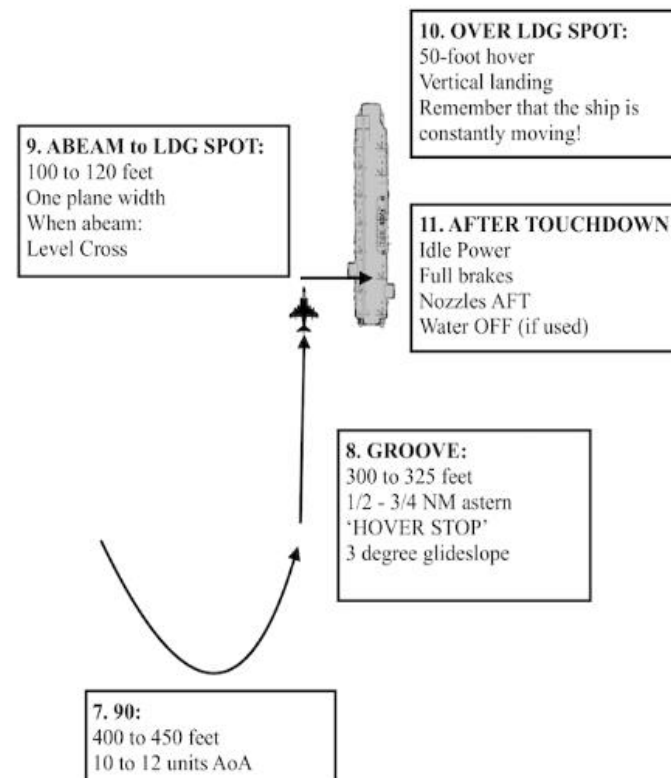 10. OVER LDG SPOT:
50-foot hover
Vertical landing
Remember that the ship is
constantly moving!
9. ABEAM to LDG SPOT:
100 to 120 feet
One plane width
When abeam:
Level Cross
11. AFTER TOUCHDOWN
Idle Power
Full brakes
Nozzles AFT
Water OFF (if used)
8. GROOVE:
300 to 325 feet
1/2 - 3/4 NM astern
‘HOVER STOP’
3 degree glideslope
7. 90:
400 to 450 feet
10 to 12 units AoA